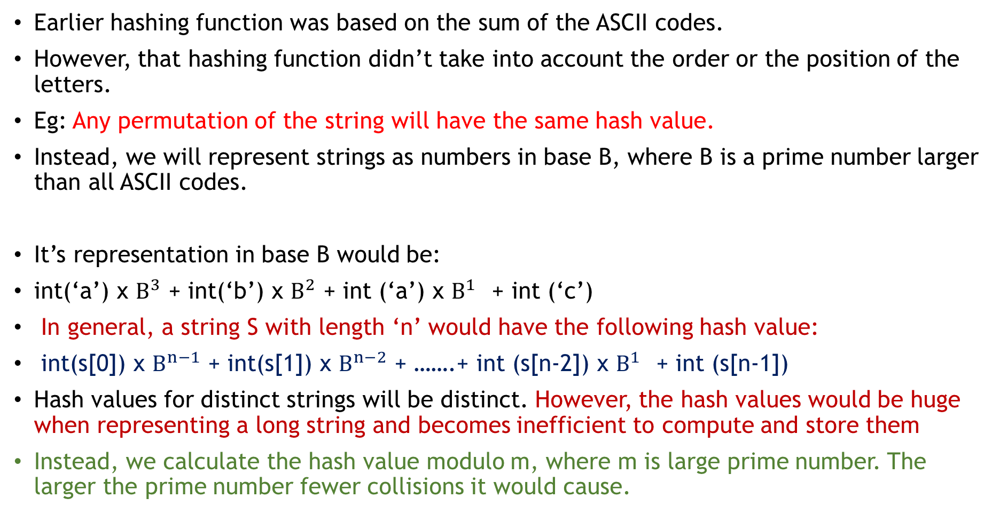 • Earlier hashing function was based on the sum of the ASCII codes.
• However, that hashing function didn’t take into account the order or the position of the
letters.
• Eg: Any permutation of the string will have the same hash value.
• Instead, we will represent strings as numbers in base B, where B is a prime number larger
than all ASCII codes.
• It’s representation in base B would be:
• int(‘a’) x B³ + int(‘b’) x B² + int (‘a’) x B¹ + int (‘c’)
• In general, a string S with length ‘n’ would have the following hash value:
• int(s[0]) x Bⁿ⁻¹ + int(s[1]) x Bⁿ⁻² + …….+ int (s[n-2]) x B¹ + int (s[n-1])
• Hash values for distinct strings will be distinct. However, the hash values would be huge
when representing a long string and becomes inefficient to compute and store them
• Instead, we calculate the hash value modulo m, where m is large prime number. The
larger the prime number fewer collisions it would cause.